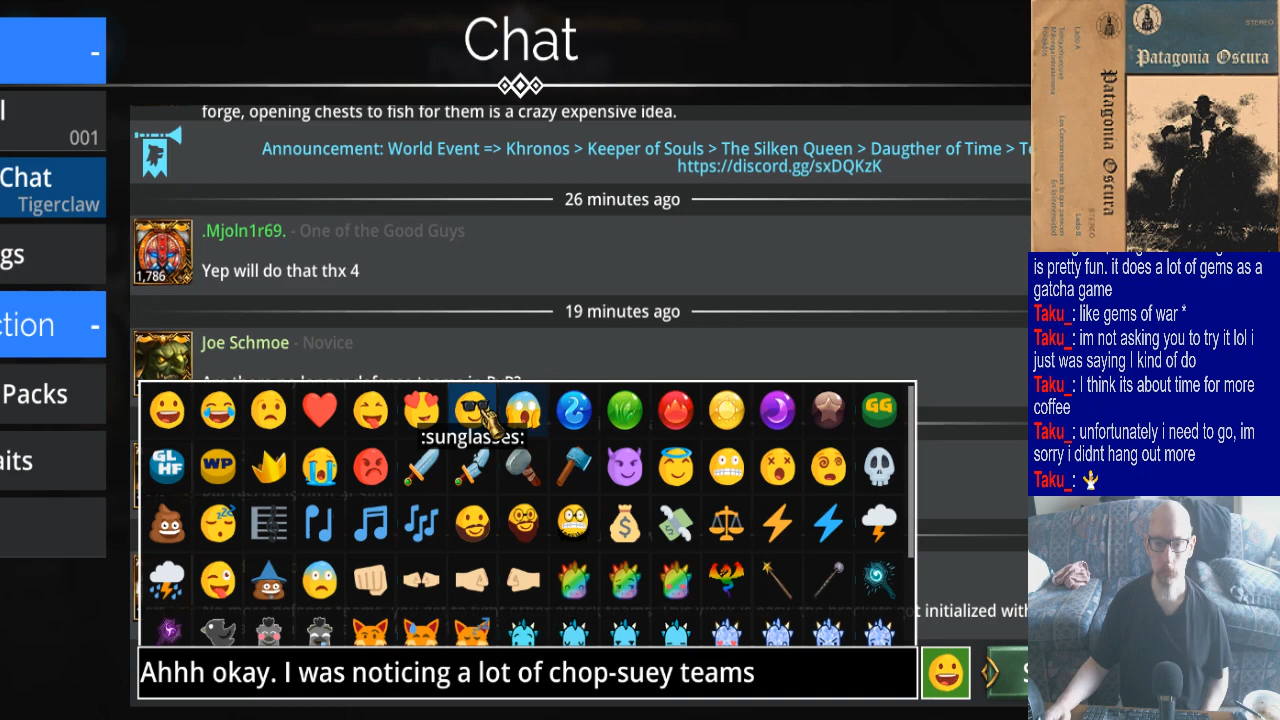 Chat
-
l
001
Chat
Tigerclaw
gs
ction -
Packs
aits
forge, opening chests to fish for them is a crazy expensive idea.
Announcement: World Event => Khronos > Keeper of Souls > The Silken Queen > Daugther of Time >
https://discord.gg/sxDQKzK
26 minutes ago
.Mjoln1r69. - One of the Good Guys
1,786
Yep will do that thx 4
19 minutes ago
Joe Schmoe - Novice
:sunglasses:
GG
GL HF
WP
t initialized with
Ahhh okay. I was noticing a lot of chop-suey teams
S
STEREO
Patagonia Oscura
Patagonia Oscura
Lado A
Lado B
STEREO
is pretty fun. it does a lot of gems as a
gatcha game
Taku_: like gems of war *
Taku_: im not asking you to try it lol i
just was saying I kind of do
Taku_: I think its about time for more
coffee
Taku_: unfortunately i need to go, im
sorry i didnt hang out more
Taku_: